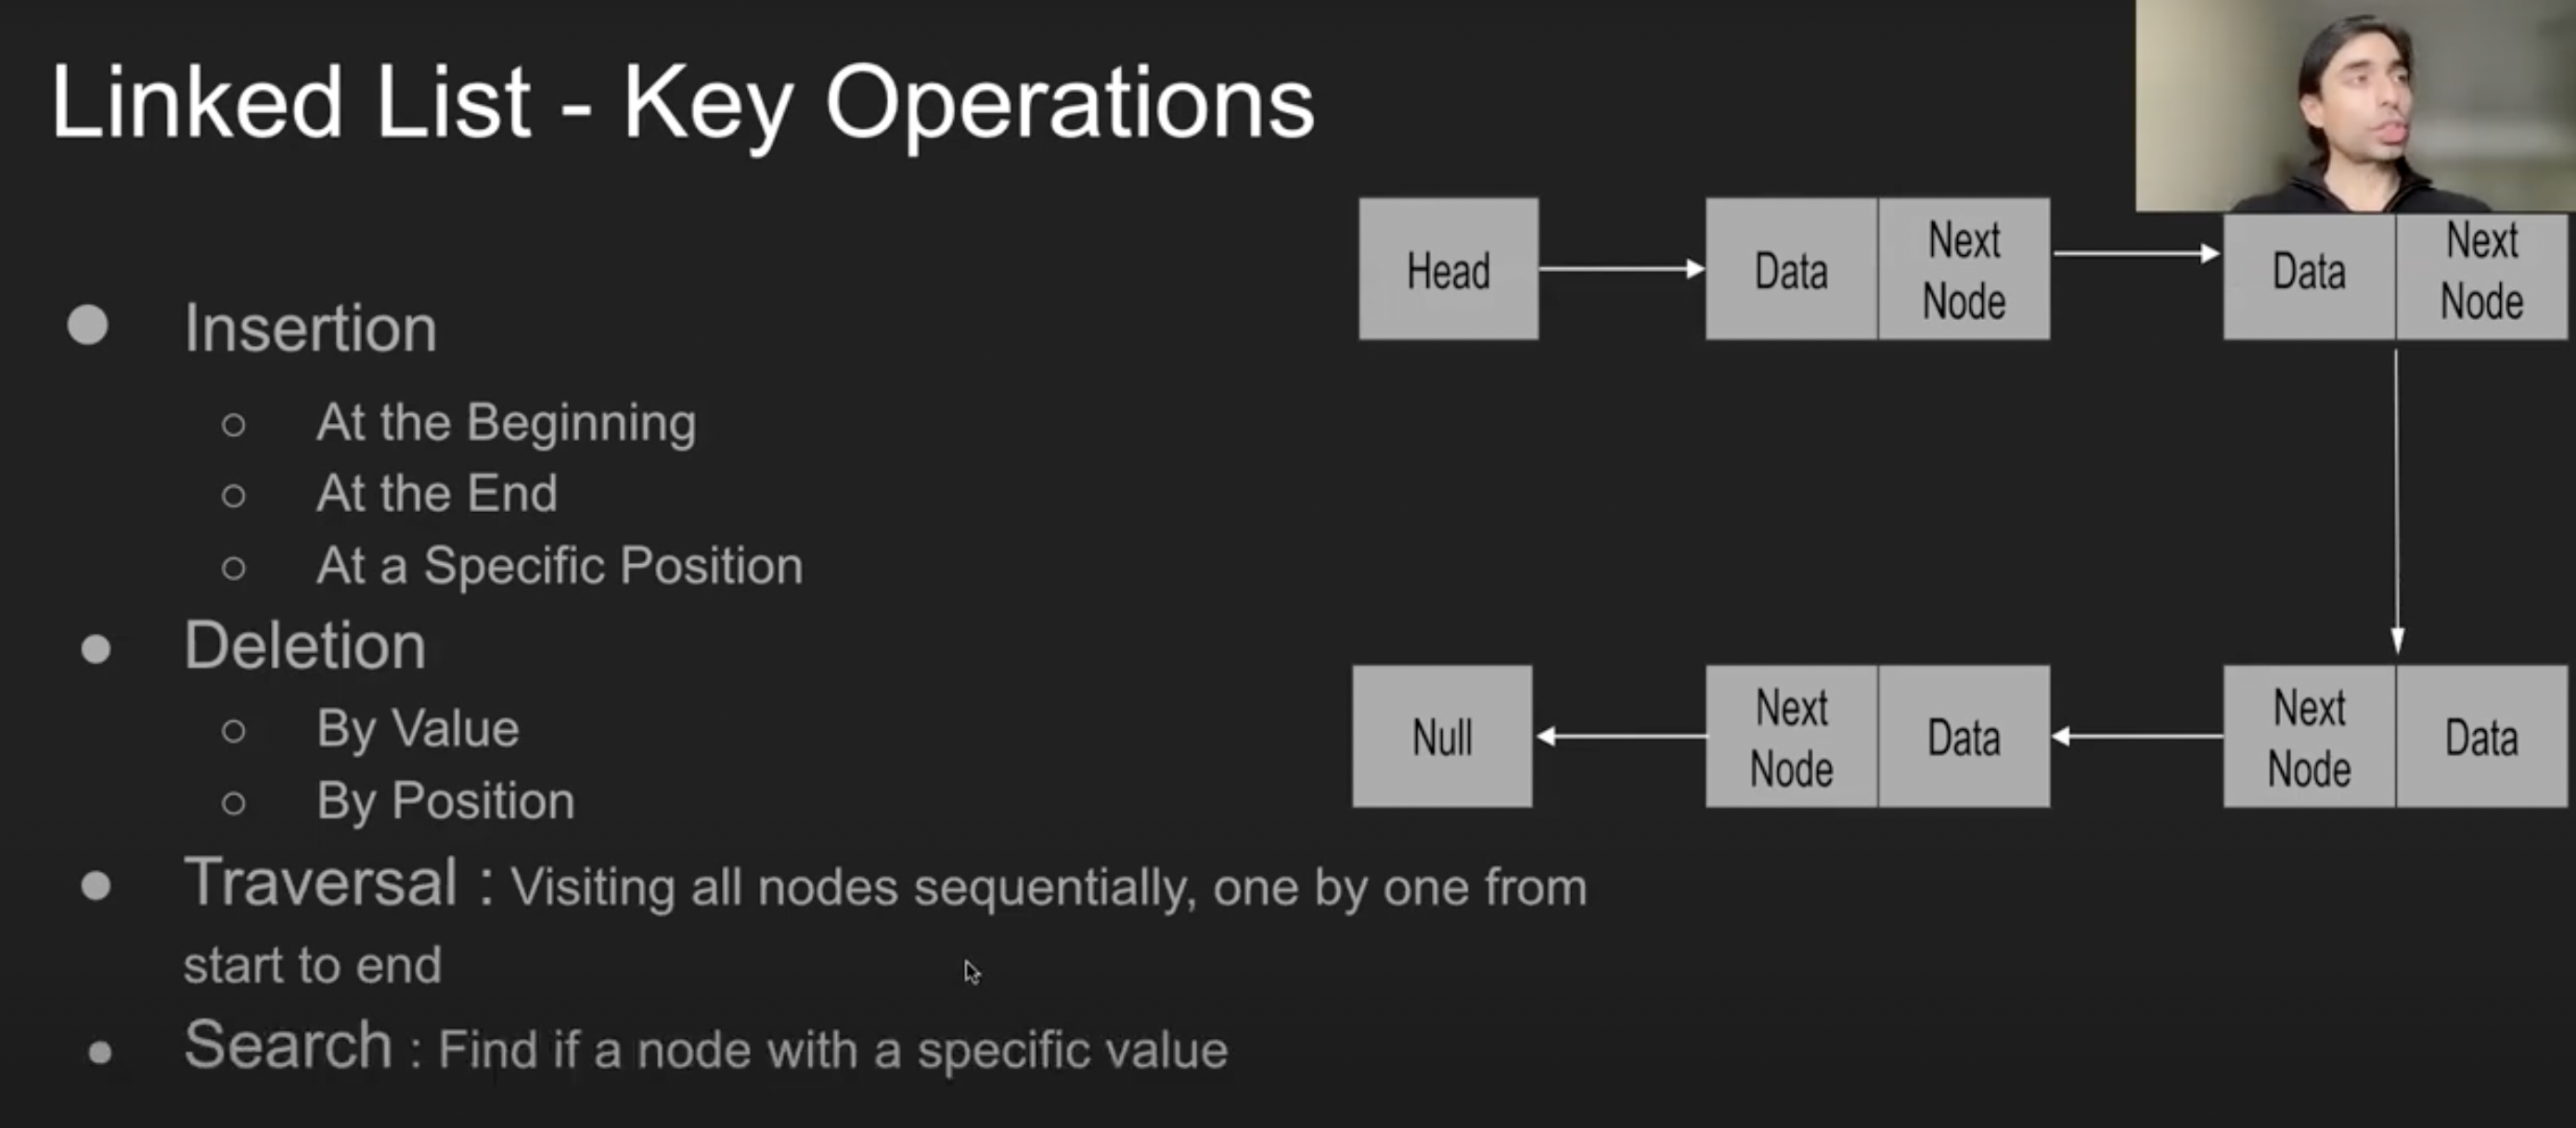 Linked List - Key Operations
Insertion
At the Beginning
At the End
At a Specific Position
Deletion
By Value
By Position
Traversal : Visiting all nodes sequentially, one by one from
start to end
Search : Find if a node with a specific value
Head
Data
Next
Node
Data
Next
Node
Null
Next
Node
Data
Next
Node
Data